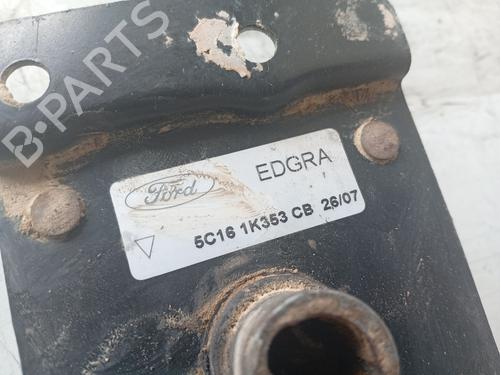 B-PARTS
Ford EDGRA
5C16 1K353 CB 26/07